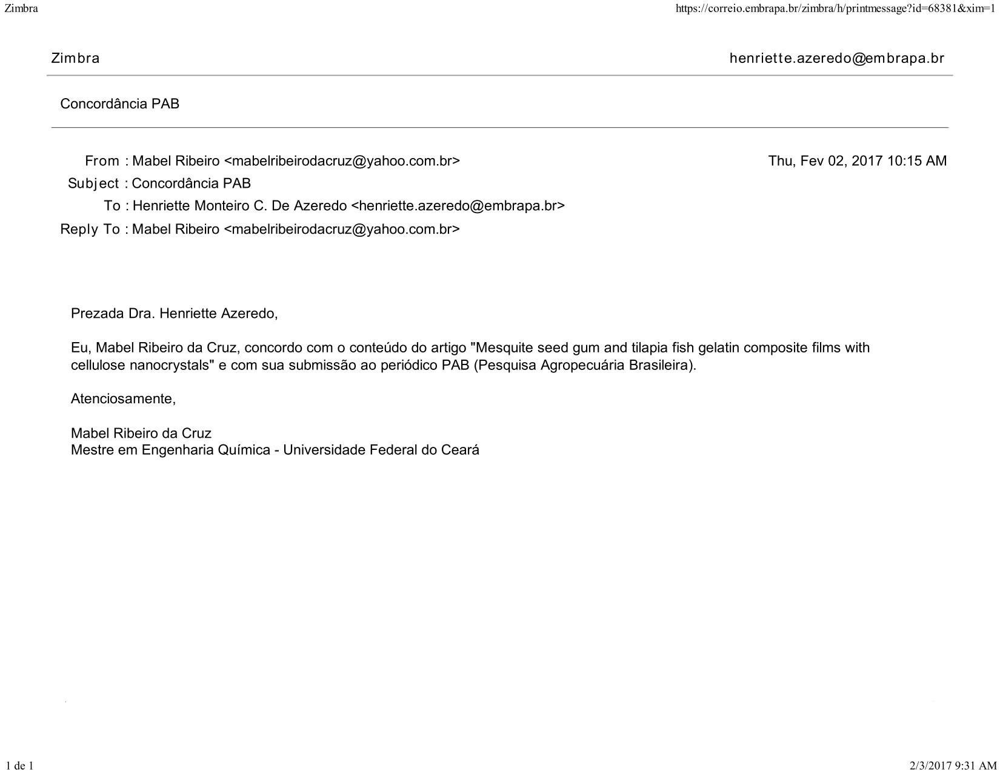 Zimbra https://correio.embrapa.br/zimbra/h/printmessage?id=68381&xim=1
Zimbra henriette.azeredo@embrapa.br
Concordância PAB
From : Mabel Ribeiro <mabelribeirodacruz@yahoo.com.br> Thu, Fev 02, 2017 10:15 AM
Subject : Concordância PAB
To : Henriette Monteiro C. De Azeredo <henriette.azeredo@embrapa.br>
Reply To : Mabel Ribeiro <mabelribeirodacruz@yahoo.com.br>
Prezada Dra. Henriette Azeredo,
Eu, Mabel Ribeiro da Cruz, concordo com o conteúdo do artigo "Mesquite seed gum and tilapia fish gelatin composite films with
cellulose nanocrystals" e com sua submissão ao periódico PAB (Pesquisa Agropecuária Brasileira).
Atenciosamente,
Mabel Ribeiro da Cruz
Mestre em Engenharia Química - Universidade Federal do Ceará
1 de 1 2/3/2017 9:31 AM